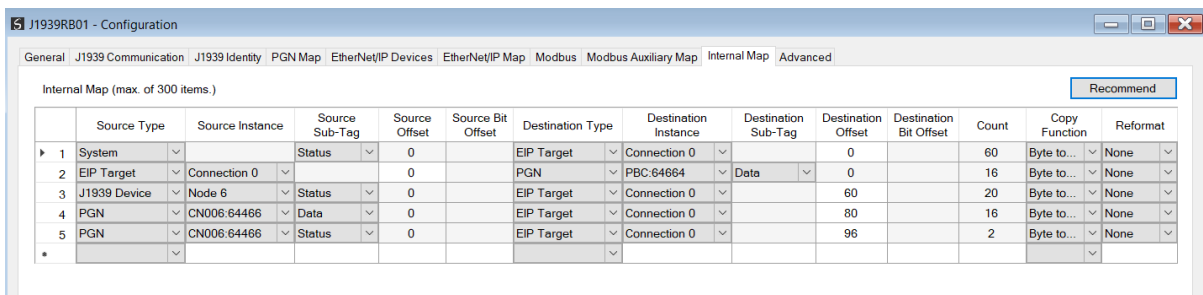 J1939RB01 - Configuration
General J1939 Communication J1939 Identity PGN Map EtherNet/IP Devices EtherNet/IP Map Modbus Modbus Auxiliary Map Internal Map Advanced
Internal Map (max. of 300 items.) Recommend
Source Type Source Instance Source Sub-Tag Source Offset Source Bit Offset Destination Type Destination Instance Destination Sub-Tag Destination Offset Destination Bit Offset Count Copy Function Reformat
1 System Status 0 EIP Target Connection 0 0 60 Byte to... None
2 EIP Target Connection 0 0 PGN PBC:64664 Data 0 16 Byte to... None
3 J1939 Device Node 6 Status 0 EIP Target Connection 0 60 20 Byte to... None
4 PGN CN006:64466 Data 0 EIP Target Connection 0 80 16 Byte to... None
5 PGN CN006:64466 Status 0 EIP Target Connection 0 96 2 Byte to... None